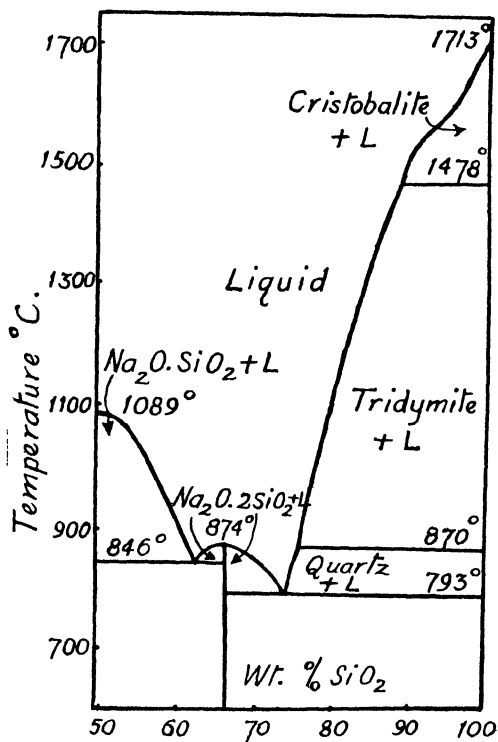 1700
1713°
Cristobalite
+ L
1500
1478°
Liquid
1300
Temperature °C.
Na2O.SiO2+L
1089°
1100
Tridymite
+ L
Na2O.2SiO2+L
874°
900
846°
870°
Quartz
+ L
793°
700
Wt. % SiO2
50 60 70 80 90 100